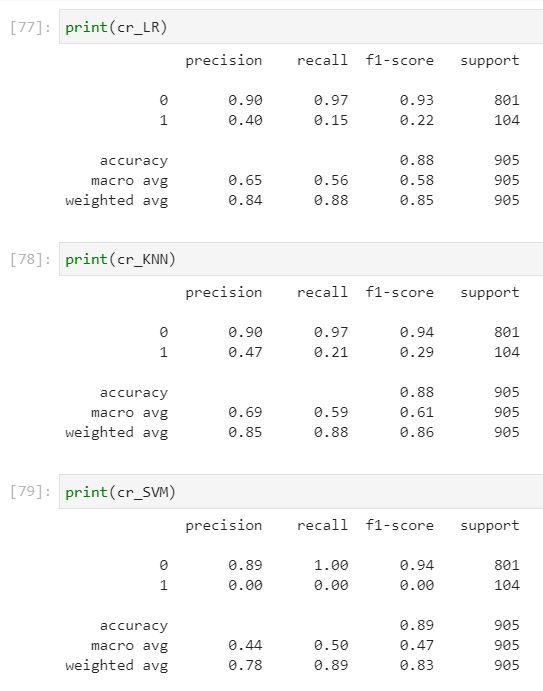 [77]: print(cr_LR)
precision recall f1-score support
0 0.90 0.97 0.93 801
1 0.40 0.15 0.22 104
accuracy 0.88 905
macro avg 0.65 0.56 0.58 905
weighted avg 0.84 0.88 0.85 905
[78]: print(cr_KNN)
precision recall f1-score support
0 0.90 0.97 0.94 801
1 0.47 0.21 0.29 104
accuracy 0.88 905
macro avg 0.69 0.59 0.61 905
weighted avg 0.85 0.88 0.86 905
[79]: print(cr_SVM)
precision recall f1-score support
0 0.89 1.00 0.94 801
1 0.00 0.00 0.00 104
accuracy 0.89 905
macro avg 0.44 0.50 0.47 905
weighted avg 0.78 0.89 0.83 905